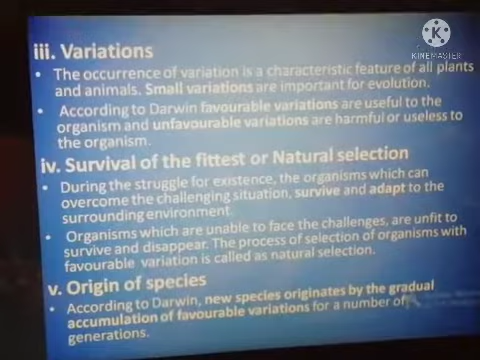 KINEMASTER
iii. Variations
• The occurrence of variation is a characteristic feature of all plants
and animals. Small variations are important for evolution.
• According to Darwin favourable variations are useful to the
organism and unfavourable variations are harmful or useless to
the organism.
iv. Survival of the fittest or Natural selection
• During the struggle for existence, the organisms which can
overcome the challenging situation, survive and adapt to the
surrounding environment.
• Organisms which are unable to face the challenges, are unfit to
survive and disappear. The process of selection of organisms with
favourable variation is called as natural selection.
v. Origin of species
• According to Darwin, new species originates by the gradual
accumulation of favourable variations for a number of
generations.